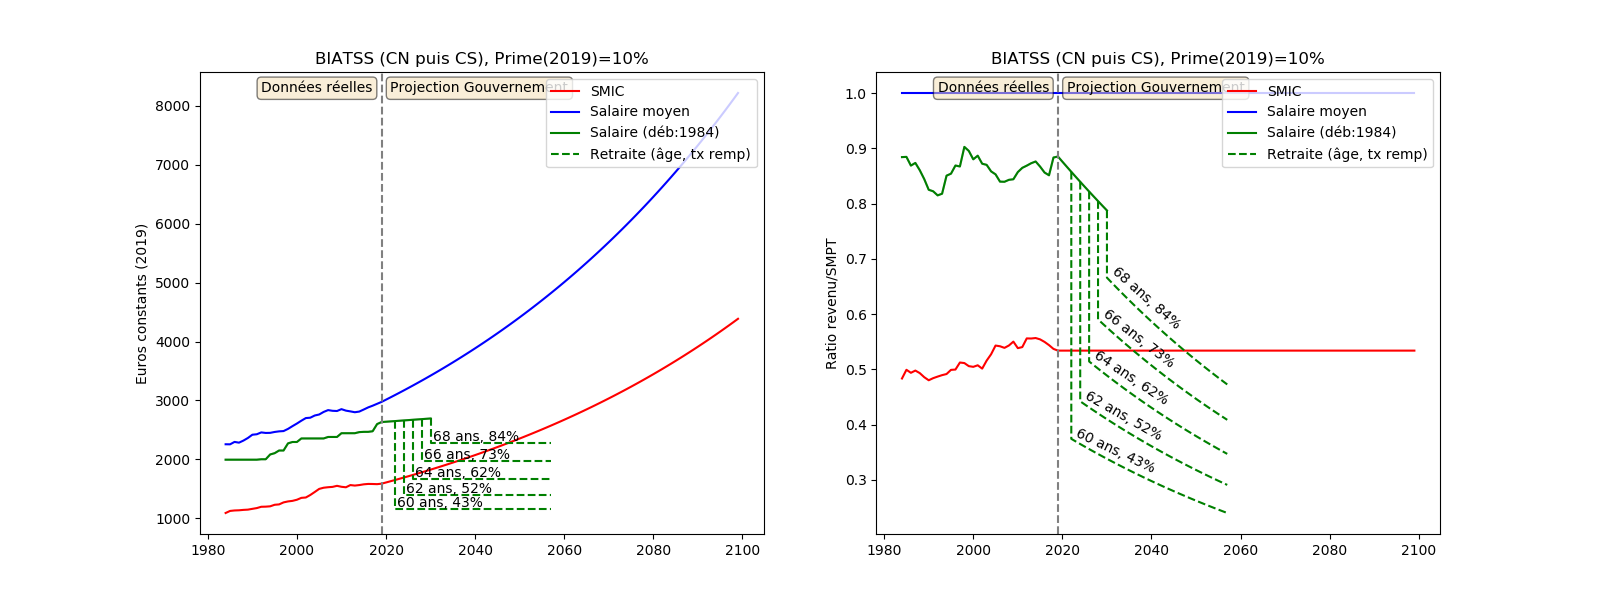 BIATSS (CN puis CS), Prime(2019)=10%
Données réelles
Projection Gouvernement
SMIC
Salaire moyen
Salaire (déb:1984)
Retraite (âge, tx remp)
Euros constants (2019)
8000
7000
6000
5000
4000
3000
2000
1000
68 ans, 84%
66 ans, 73%
64 ans, 62%
62 ans, 52%
60 ans, 43%
1980 2000 2020 2040 2060 2080 2100
BIATSS (CN puis CS), Prime(2019)=10%
Données réelles
Projection Gouvernement
SMIC
Salaire moyen
Salaire (déb:1984)
Retraite (âge, tx remp)
Ratio revenu/SMPT
1.0
0.9
0.8
0.7
0.6
0.5
0.4
0.3
68 ans, 84%
66 ans, 73%
64 ans, 62%
62 ans, 52%
60 ans, 43%
1980 2000 2020 2040 2060 2080 2100